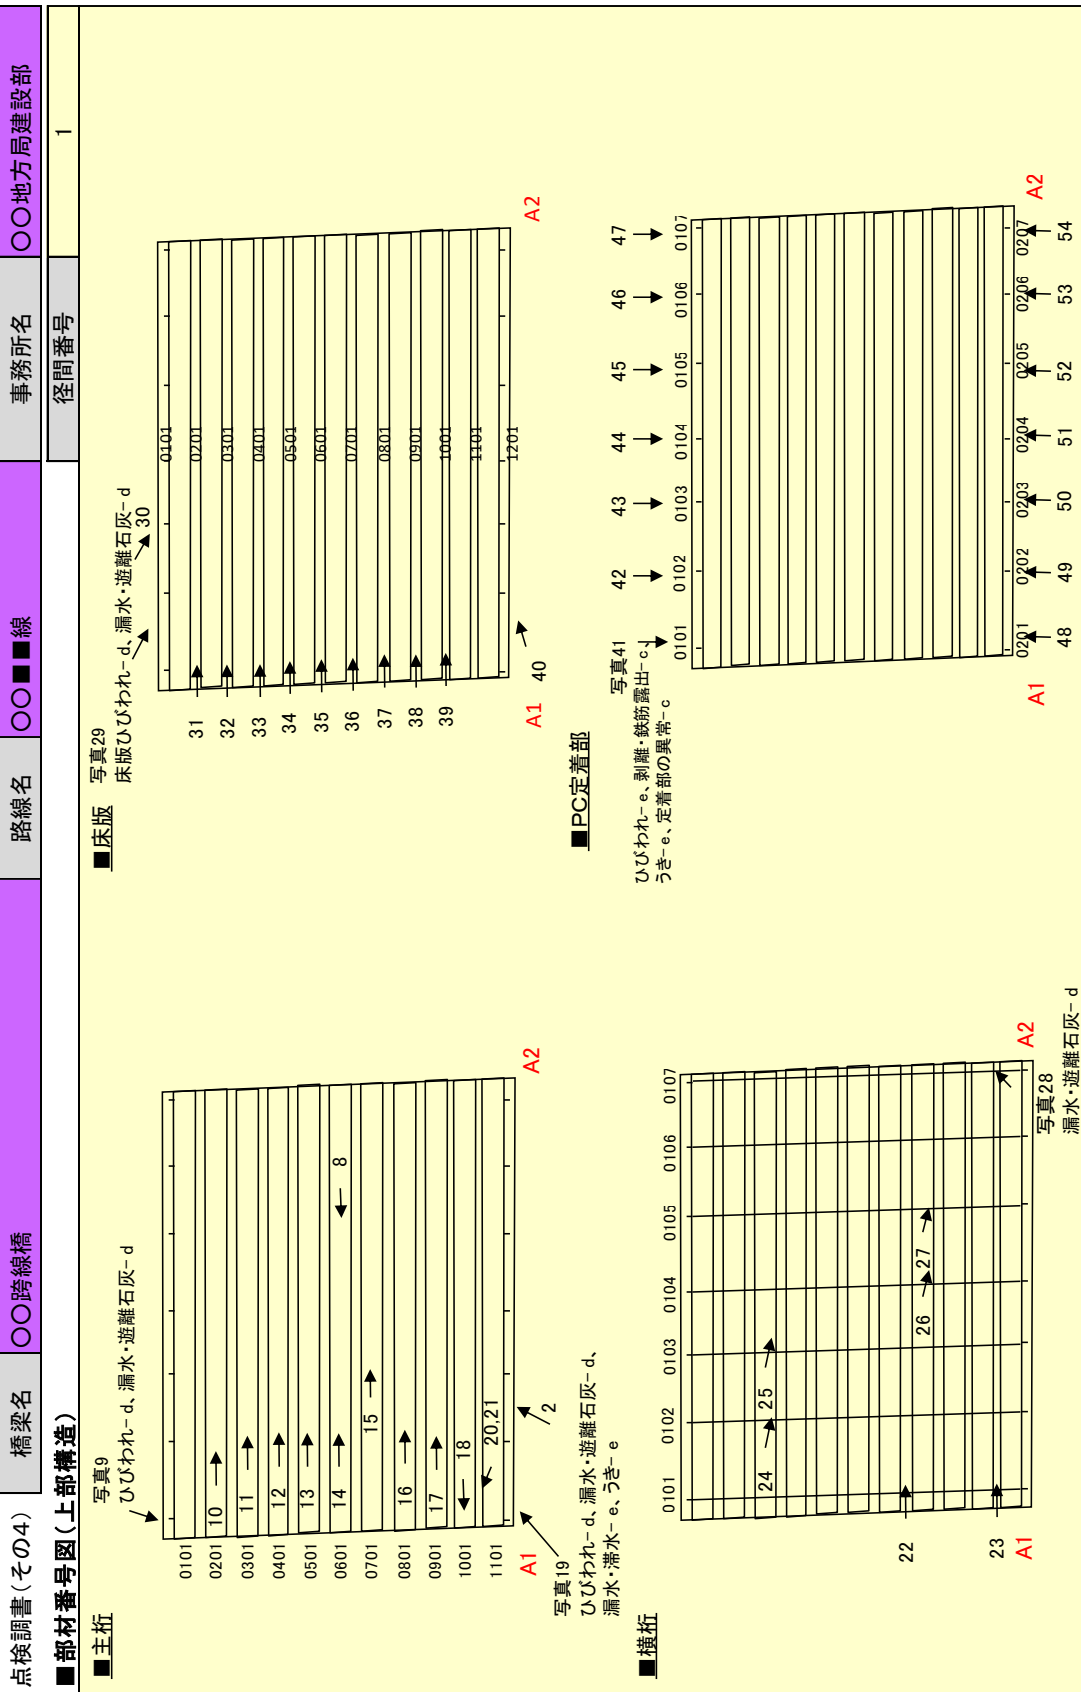 点検調書（その４）
橋梁名
〇〇跨線橋
路線名
〇〇■■線
事務所名
〇〇地方局建設部
■部材番号図（上部構造）
径間番号
1
■主桁
写真9
ひびわれ-ｄ、漏水・遊離石灰-ｄ
0101
0201
0301
0401
0501
0601
0701
0801
0901
1001
1101
10
11
12
13
14
15
8
16
17
18
20,21
2
A1
A2
写真19
ひびわれ-ｄ、漏水・遊離石灰-ｄ、
漏水・滞水-ｅ、うき-ｅ
■床版
写真29
床版ひびわれ-ｄ、漏水・遊離石灰-ｄ
30
0101
0201
0301
0401
0501
0601
0701
0801
0901
1001
1101
1201
31
32
33
34
35
36
37
38
39
40
A1
A2
■横桁
0101
0102
0103
0104
0105
0106
0107
24
25
26
27
22
23
A1
A2
写真28
漏水・遊離石灰-ｄ
■PC定着部
写真41
ひびわれ-ｅ、剥離・鉄筋露出-ｃ、
うき-ｅ、定着部の異常-ｃ
42
43
44
45
46
47
0101
0102
0103
0104
0105
0106
0107
0201
0202
0203
0204
0205
0206
0207
48
49
50
51
52
53
54
A1
A2